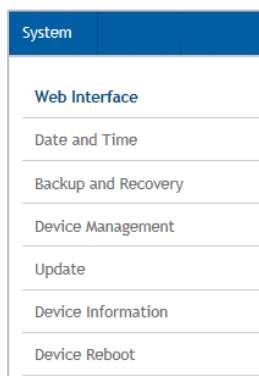 System
Web Interface
Date and Time
Backup and Recovery
Device Management
Update
Device Information
Device Reboot